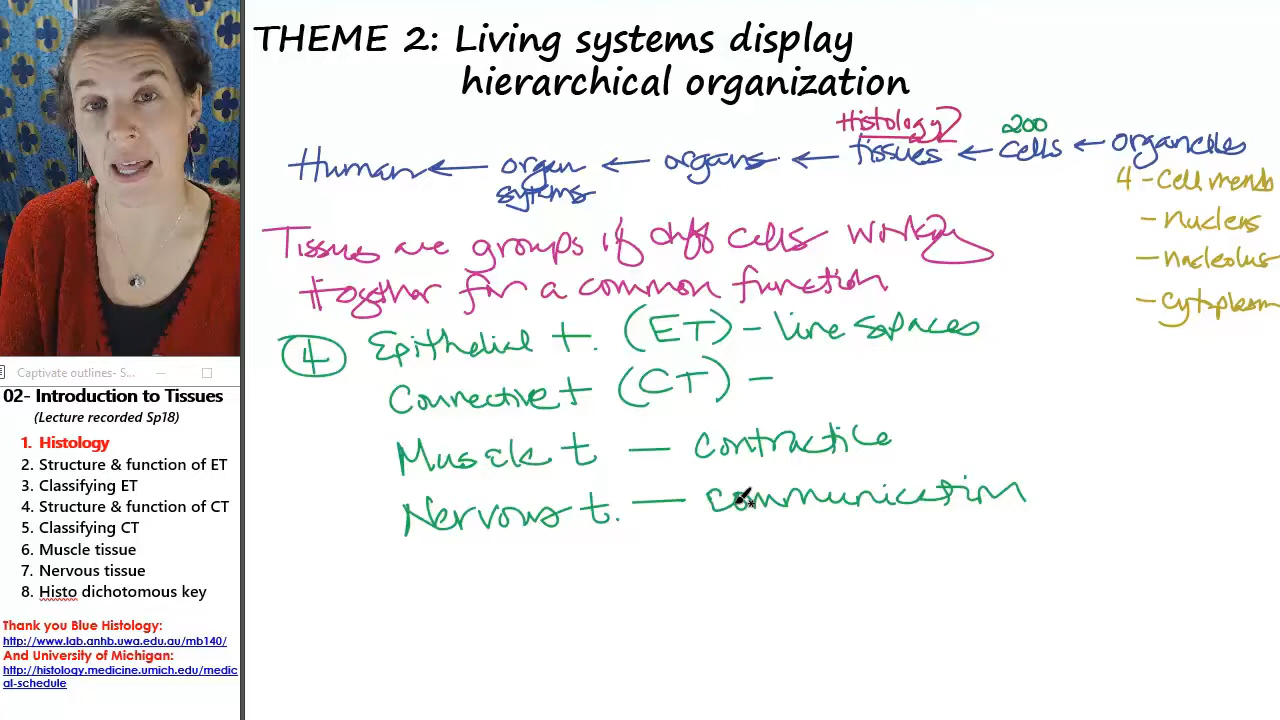 THEME 2: Living systems display
hierarchical organization
Histology 200
Human ← organ ← organs ← tissues ← cells ← organelles
sytems
4 - Cell memb
- nucleus
- nucleolus
- cytoplasm
Tissues are groups of diff cells working
together for a common function
4 Epithelial t. (ET) - line spaces
Connective t (CT) -
Muscle t — contractile
Nervous t. — communication
Captivate outlines- S...
02- Introduction to Tissues
(Lecture recorded Sp18)
1. Histology
2. Structure & function of ET
3. Classifying ET
4. Structure & function of CT
5. Classifying CT
6. Muscle tissue
7. Nervous tissue
8. Histo dichotomous key
Thank you Blue Histology:
http://www.lab.anhb.uwa.edu.au/mb140/
And University of Michigan:
http://histology.medicine.umich.edu/medic
al-schedule